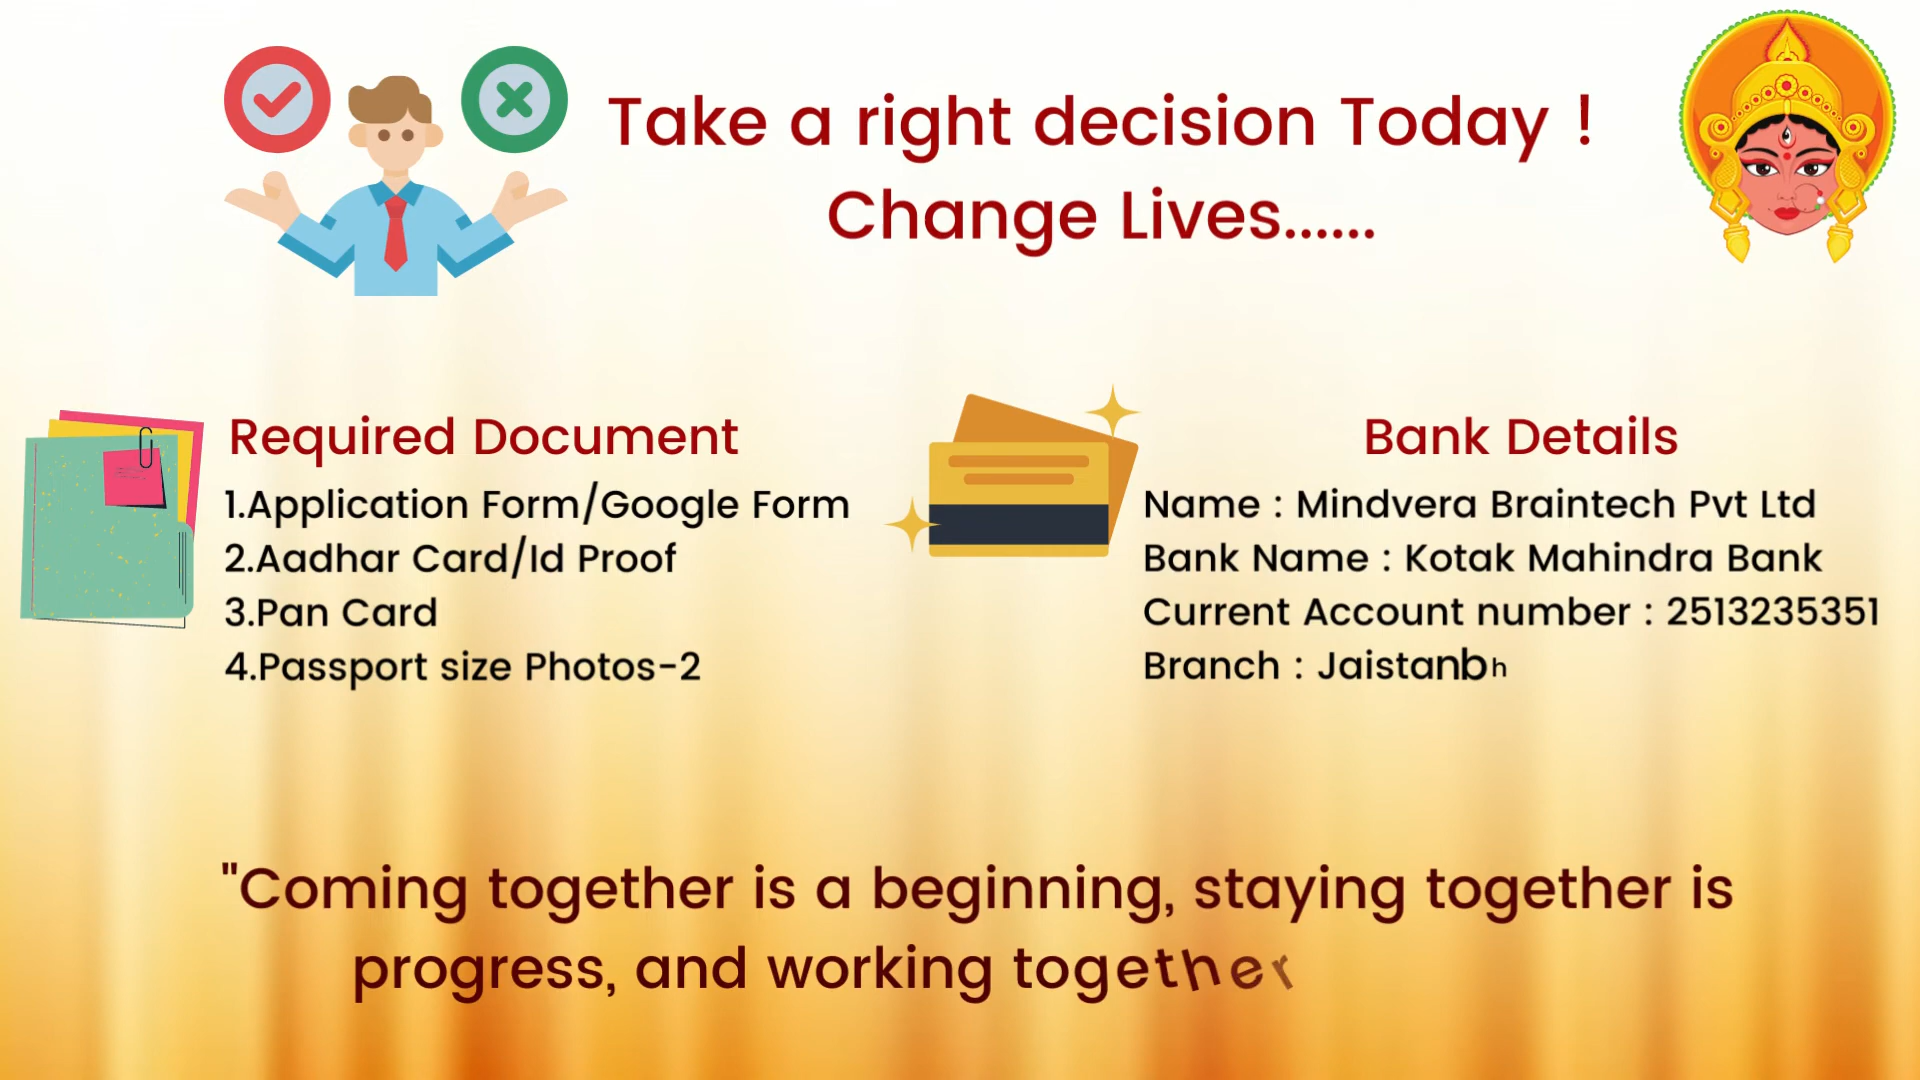 Take a right decision Today !
Change Lives......
Required Document
1.Application Form/Google Form
2.Aadhar Card/Id Proof
3.Pan Card
4.Passport size Photos-2
Bank Details
Name : Mindvera Braintech Pvt Ltd
Bank Name : Kotak Mahindra Bank
Current Account number : 2513235351
Branch : Jaistanbh
"Coming together is a beginning, staying together is
progress, and working together